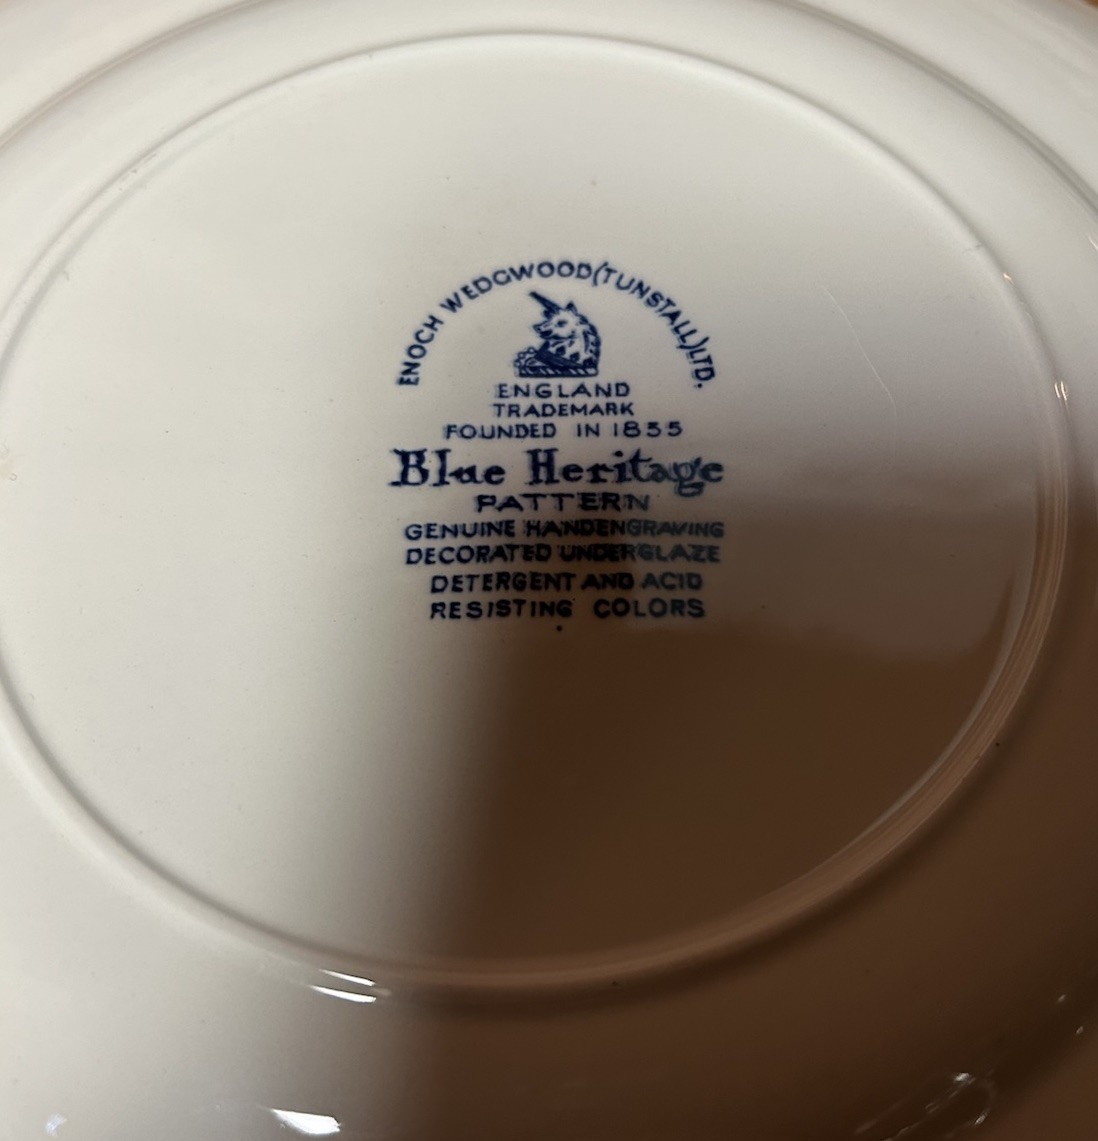 ENOCH WEDGWOOD (TUNSTALL) LTD.
ENGLAND
TRADEMARK
FOUNDED IN 1835
Blue Heritage
PATTERN
GENUINE HANDENGRAVING
DECORATED UNDERGLAZE
DETERGENT AND ACID
RESISTING COLORS